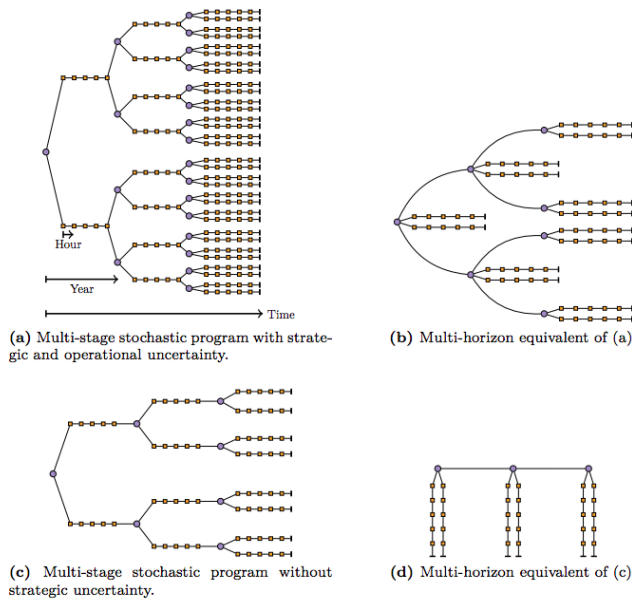 Hour
Year
Time
(a) Multi-stage stochastic program with strate-
gic and operational uncertainty.
(b) Multi-horizon equivalent of (a)
(c) Multi-stage stochastic program without
strategic uncertainty.
(d) Multi-horizon equivalent of (c)